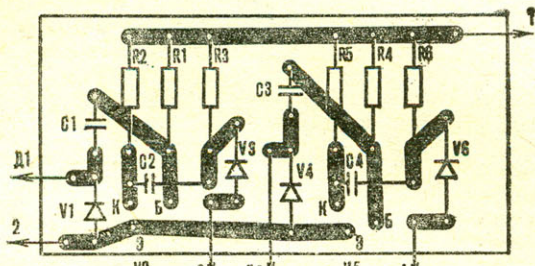 R2 R1 R3 R5 R4 R6 T
C1 C3
C2 V3 V4 C4 V6
Д1
V1 К Б К Б
2 Э Э